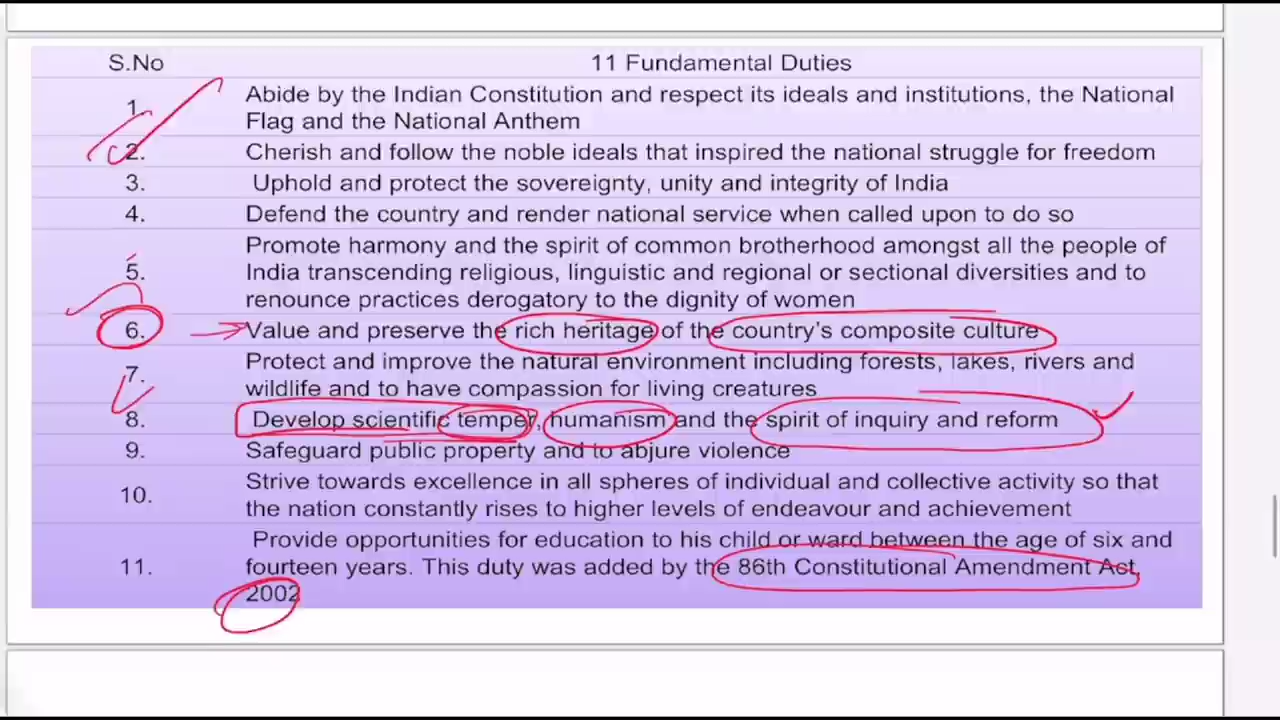 S.No 11 Fundamental Duties
1. Abide by the Indian Constitution and respect its ideals and institutions, the National
Flag and the National Anthem
2. Cherish and follow the noble ideals that inspired the national struggle for freedom
3. Uphold and protect the sovereignty, unity and integrity of India
4. Defend the country and render national service when called upon to do so
Promote harmony and the spirit of common brotherhood amongst all the people of
5. India transcending religious, linguistic and regional or sectional diversities and to
renounce practices derogatory to the dignity of women
6. Value and preserve the rich heritage of the country's composite culture
7. Protect and improve the natural environment including forests, lakes, rivers and
wildlife and to have compassion for living creatures
8. Develop scientific temper, humanism and the spirit of inquiry and reform
9. Safeguard public property and to abjure violence
10. Strive towards excellence in all spheres of individual and collective activity so that
the nation constantly rises to higher levels of endeavour and achievement
Provide opportunities for education to his child or ward between the age of six and
11. fourteen years. This duty was added by the 86th Constitutional Amendment Act,
2002